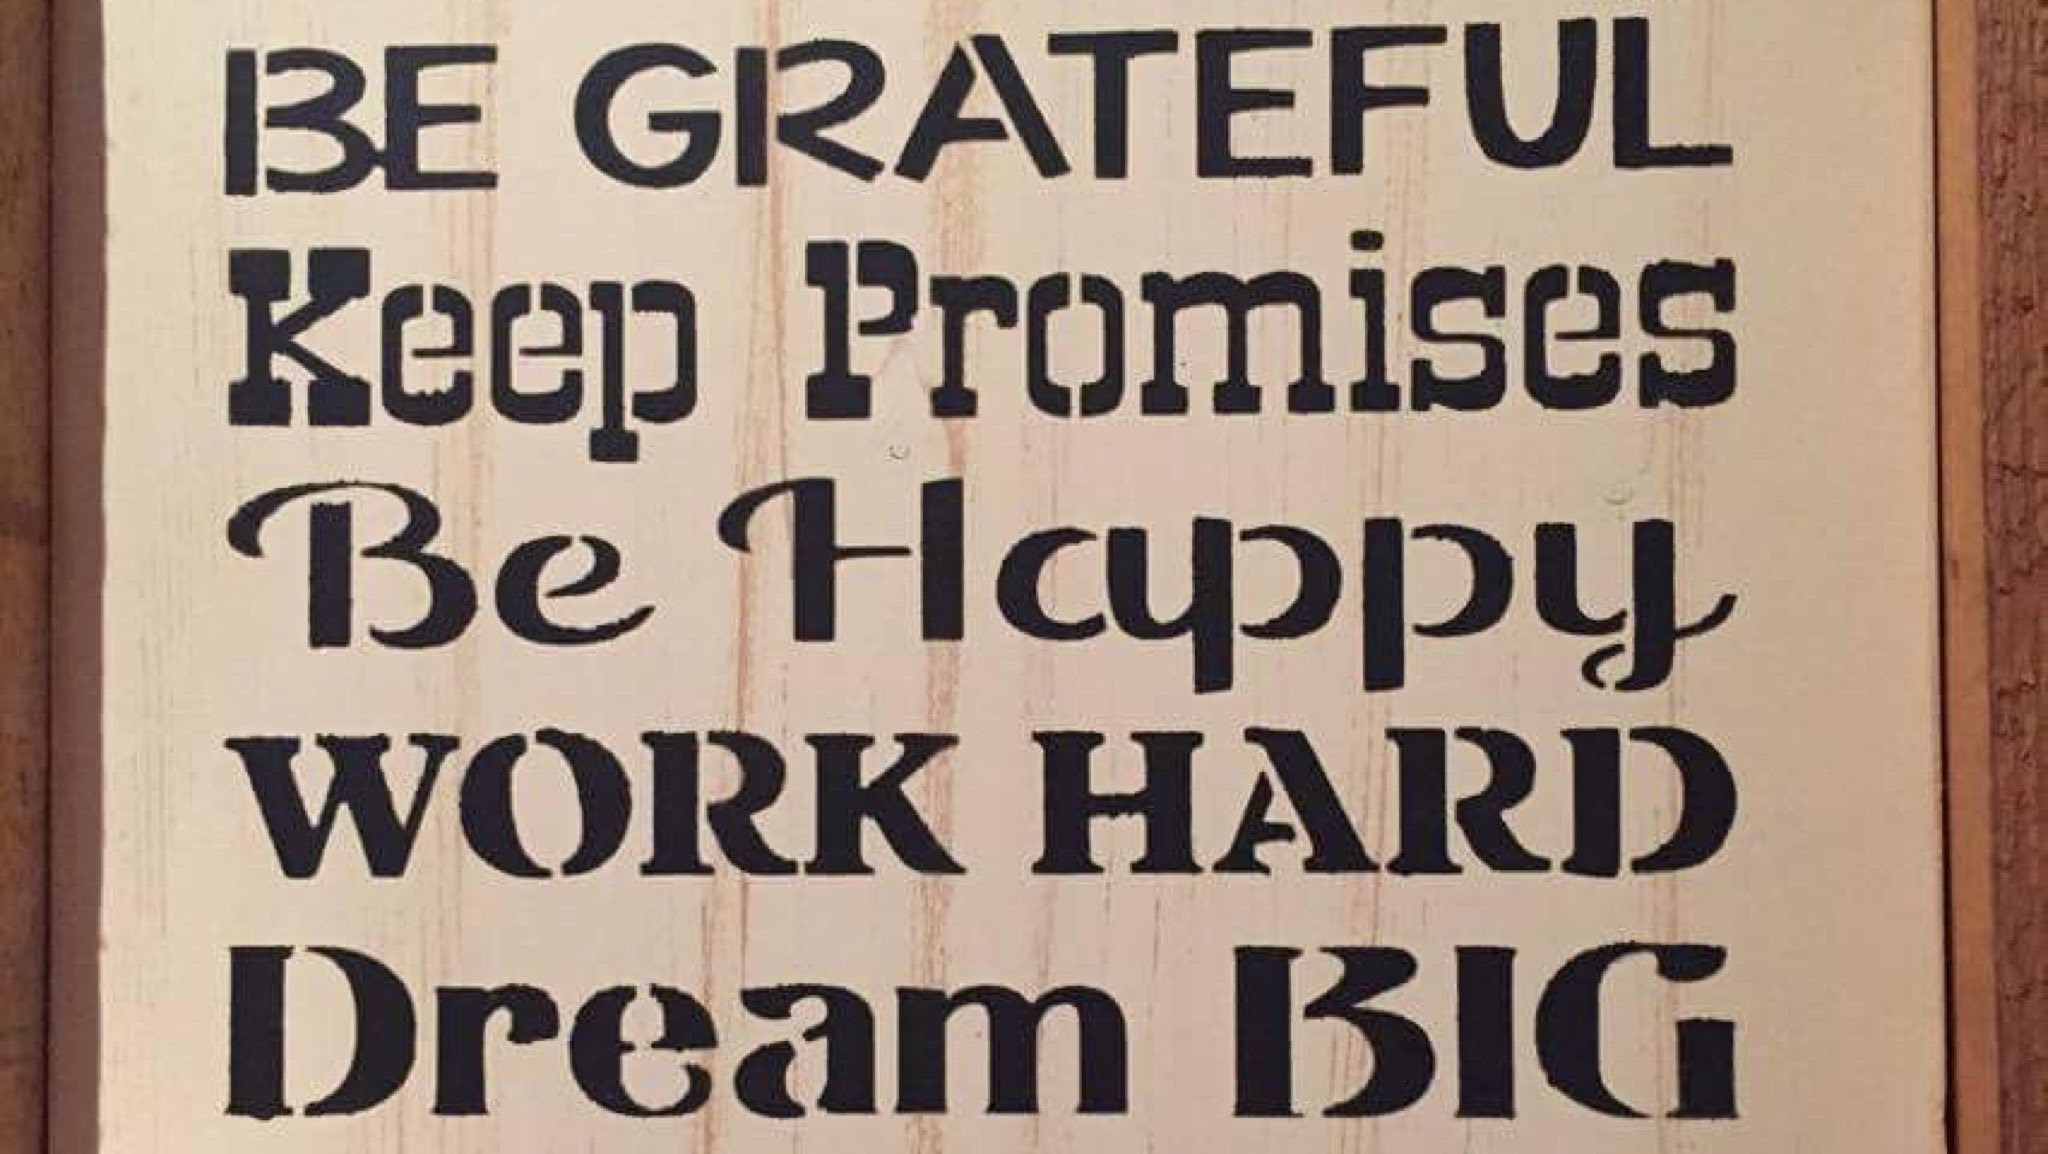 BE GRATEFUL
Keep Promises
Be Happy
WORK HARD
Dream BIG